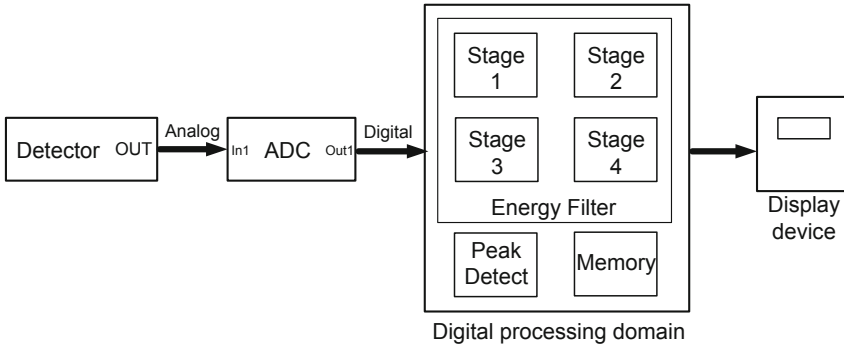 Detector OUT
Analog
In1 ADC Out1
Digital
Stage
1
Stage
2
Stage
3
Stage
4
Energy Filter
Peak
Detect
Memory
Digital processing domain
Display
device